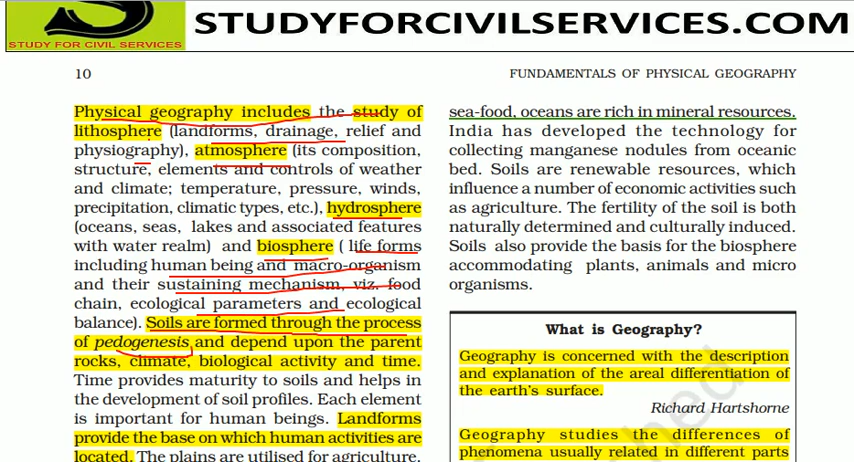 STUDY FOR CIVIL SERVICES
STUDYFORCIVILSERVICES.COM
10
FUNDAMENTALS OF PHYSICAL GEOGRAPHY
Physical geography includes the study of
lithosphere (landforms, drainage, relief and
physiography), atmosphere (its composition,
structure, elements and controls of weather
and climate; temperature, pressure, winds,
precipitation, climatic types, etc.), hydrosphere
(oceans, seas, lakes and associated features
with water realm) and biosphere ( life forms
including human being and macro-organism
and their sustaining mechanism, viz. food
chain, ecological parameters and ecological
balance). Soils are formed through the process
of pedogenesis and depend upon the parent
rocks, climate, biological activity and time.
Time provides maturity to soils and helps in
the development of soil profiles. Each element
is important for human beings. Landforms
provide the base on which human activities are
located. The plains are utilised for agriculture.
sea-food, oceans are rich in mineral resources.
India has developed the technology for
collecting manganese nodules from oceanic
bed. Soils are renewable resources, which
influence a number of economic activities such
as agriculture. The fertility of the soil is both
naturally determined and culturally induced.
Soils also provide the basis for the biosphere
accommodating plants, animals and micro
organisms.
What is Geography?
Geography is concerned with the description
and explanation of the areal differentiation of
the earth's surface.
Richard Hartshorne
Geography studies the differences of
phenomena usually related in different parts